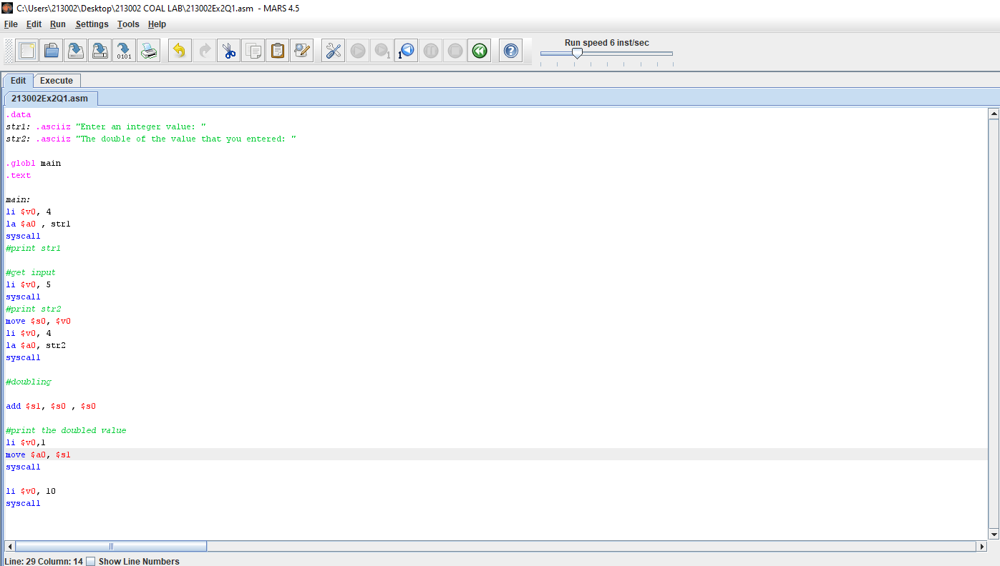 C:\Users\213002\Desktop\213002 COAL LAB\213002Ex2Q1.asm - MARS 4.5
File Edit Run Settings Tools Help
Run speed 6 inst/sec
0101
1
1
Edit Execute
213002Ex2Q1.asm
.data
str1: .asciiz "Enter an integer value: "
str2: .asciiz "The double of the value that you entered: "
.globl main
.text
main:
li $v0, 4
la $a0 , str1
syscall
#print str1
#get input
li $v0, 5
syscall
#print str2
move $s0, $v0
li $v0, 4
la $a0, str2
syscall
#doubling
add $s1, $s0 , $s0
#print the doubled value
li $v0,1
move $a0, $s1
syscall
li $v0, 10
syscall
Line: 29 Column: 14 Show Line Numbers